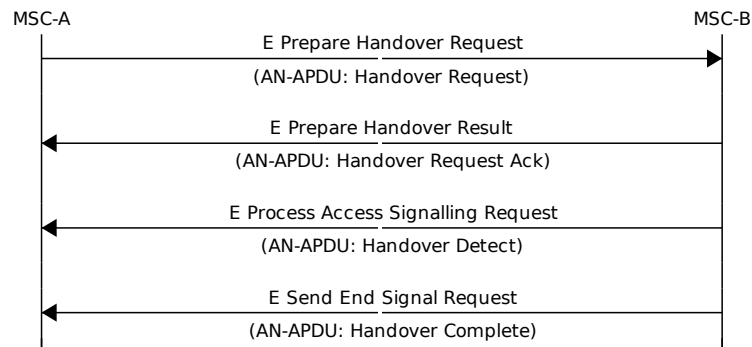 MSC-A MSC-B
E Prepare Handover Request
(AN-APDU: Handover Request)
E Prepare Handover Result
(AN-APDU: Handover Request Ack)
E Process Access Signalling Request
(AN-APDU: Handover Detect)
E Send End Signal Request
(AN-APDU: Handover Complete)